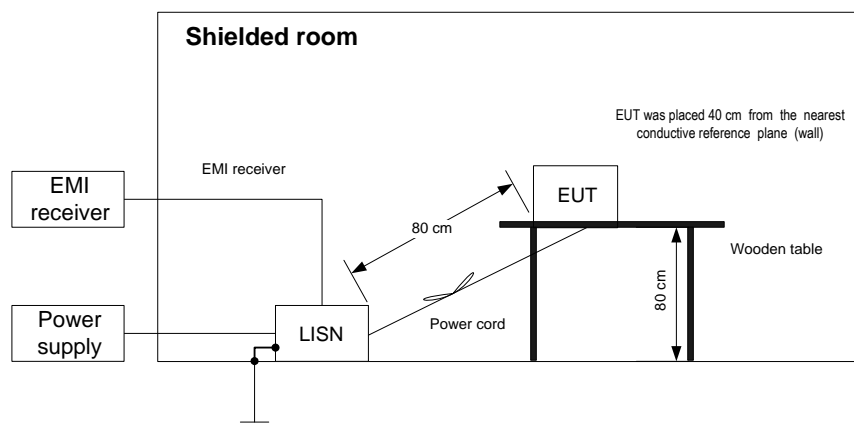 Shielded room
EUT was placed 40 cm from the nearest
conductive reference plane (wall)
EMI receiver
EMI
receiver
EUT
80 cm
Wooden table
80 cm
Power
supply
LISN
Power cord